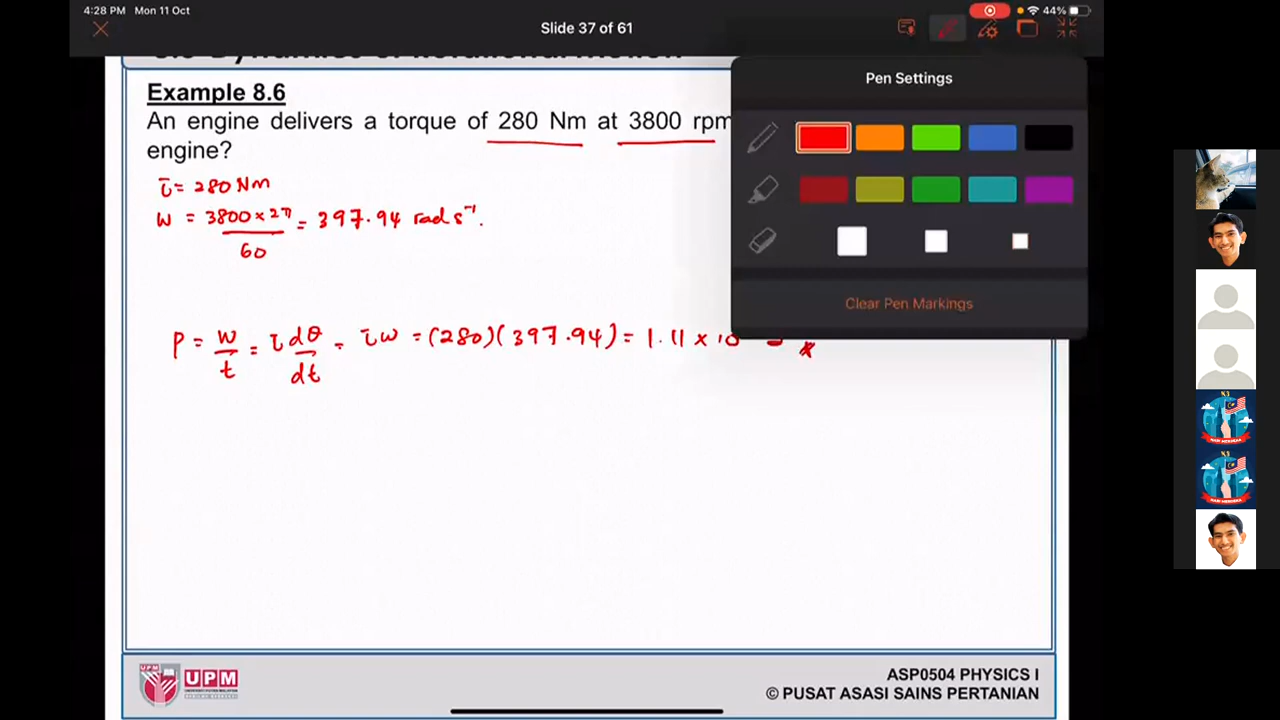 4:28 PM Mon 11 Oct
44%
Slide 37 of 61
Pen Settings
Example 8.6
An engine delivers a torque of 280 Nm at 3800 rpm
engine?
τ = 280 Nm
ω = 3800 × 2π / 60 = 397.94 rad s⁻¹.
P = W/t = τ dθ/dt = τω = (280)(397.94) = 1.11 × 10
Clear Pen Markings
UPM
UPM
ASP0504 PHYSICS I
© PUSAT ASASI SAINS PERTANIAN